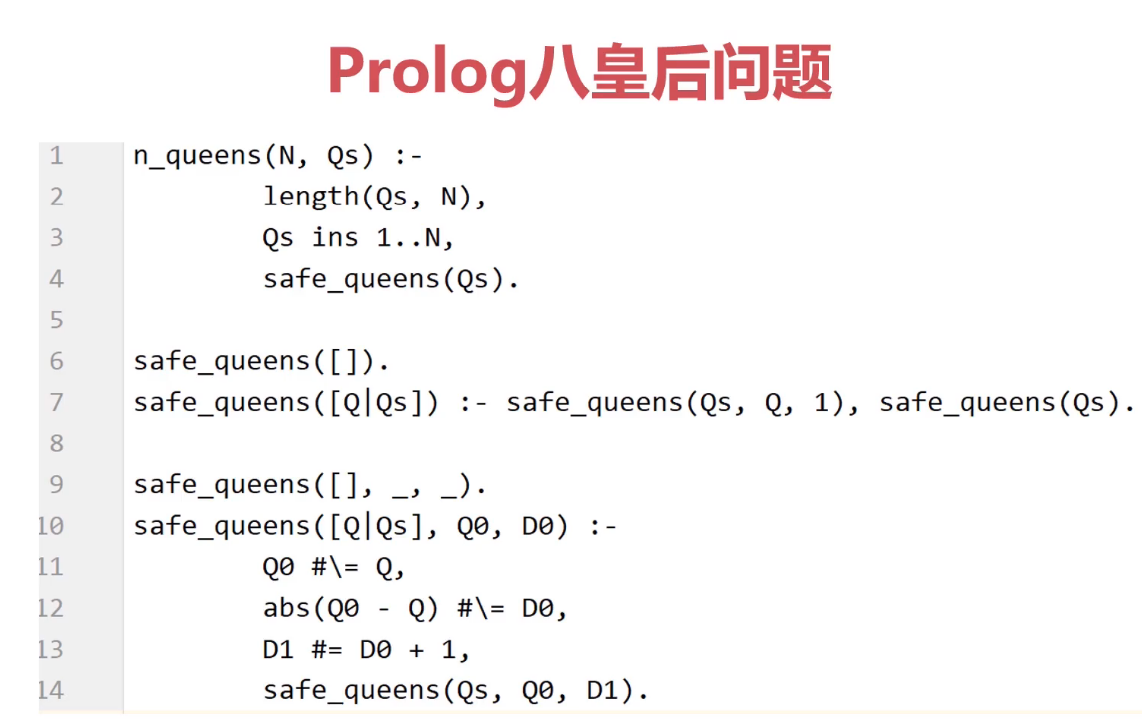 Prolog八皇后问题
1 n_queens(N, Qs) :-
2         length(Qs, N),
3         Qs ins 1..N,
4         safe_queens(Qs).
5
6 safe_queens([]).
7 safe_queens([Q|Qs]) :- safe_queens(Qs, Q, 1), safe_queens(Qs).
8
9 safe_queens([], _, _).
10 safe_queens([Q|Qs], Q0, D0) :-
11         Q0 #\= Q,
12         abs(Q0 - Q) #\= D0,
13         D1 #= D0 + 1,
14         safe_queens(Qs, Q0, D1).